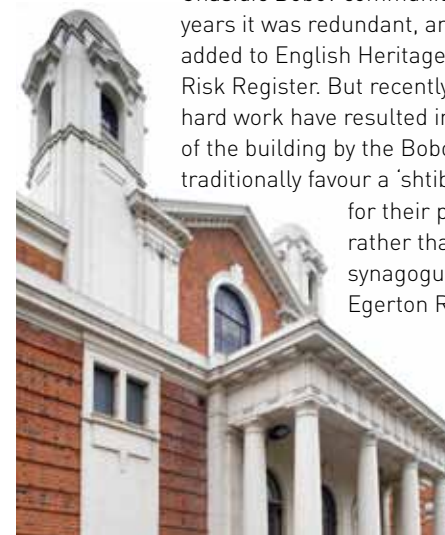 years it was redundant, an
added to English Heritage
Risk Register. But recently
hard work have resulted in
of the building by the Bobo
traditionally favour a ‘shtib
for their p
rather tha
synagogu
Egerton R